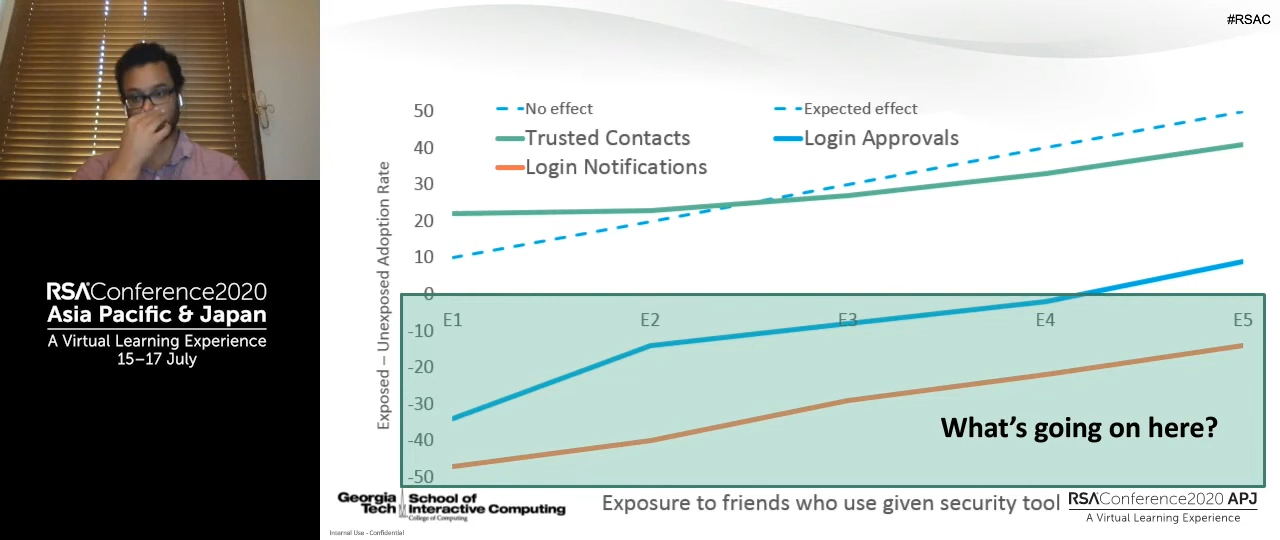 #RSAC
RSAConference2020
Asia Pacific & Japan
A Virtual Learning Experience
15–17 July
No effect
Expected effect
Trusted Contacts
Login Approvals
Login Notifications
Exposed – Unexposed Adoption Rate
50
40
30
20
10
0
-10
-20
-30
-40
-50
E1 E2 E3 E4 E5
What's going on here?
Exposure to friends who use given security tool
Georgia Tech
School of Interactive Computing
College of Computing
RSAConference2020 APJ
A Virtual Learning Experience
Internal Use - Confidential